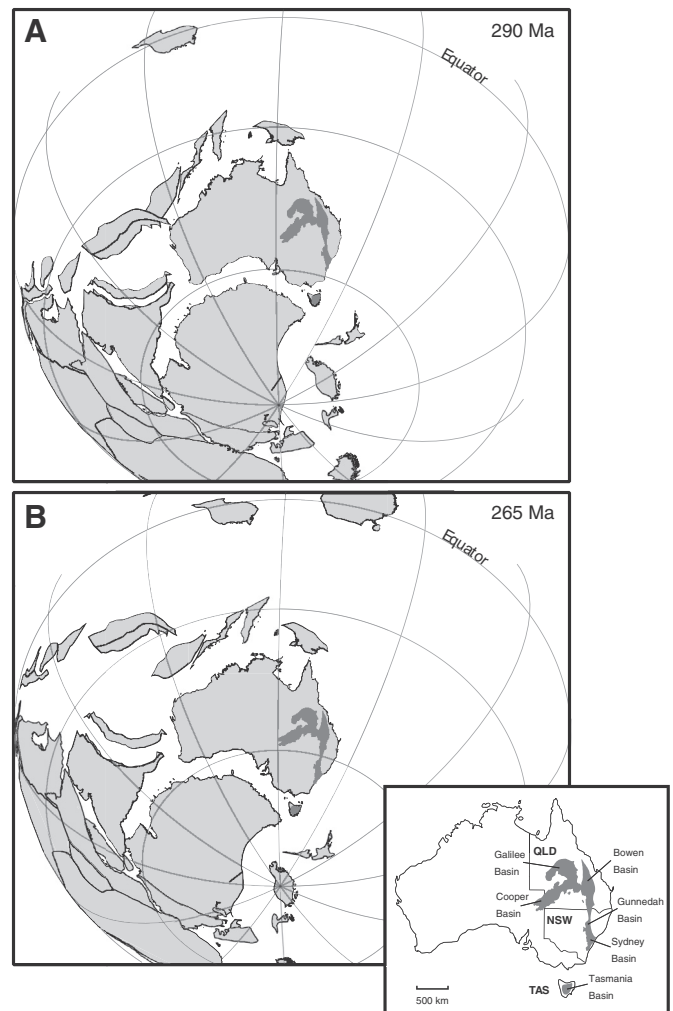 A
290 Ma
Equator
B
265 Ma
Equator
QLD
Galilee
Basin
Bowen
Basin
Cooper
Basin
Gunnedah
Basin
NSW
Sydney
Basin
TAS
Tasmania
Basin
500 km